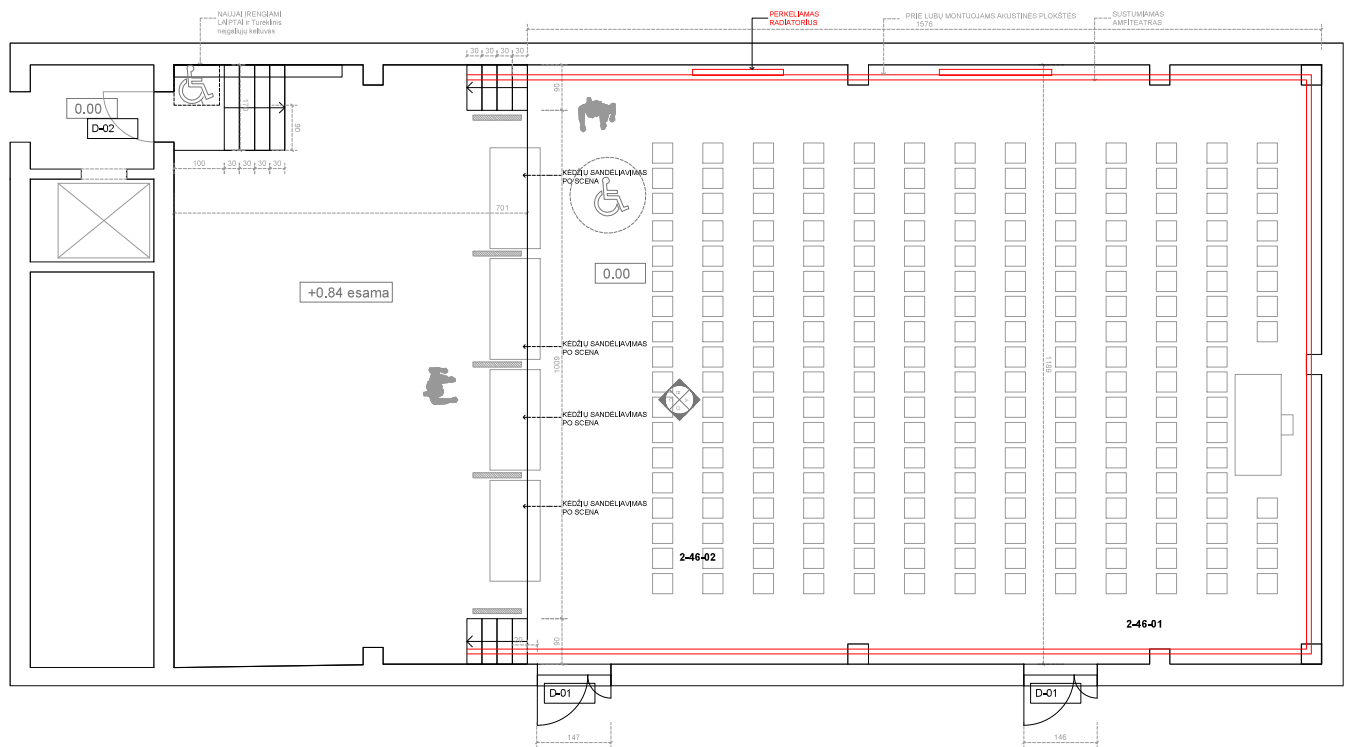 NAUJAI ĮRENGIAMI
LAIPTAI ir Turėklinis
neįgaliųjų keltuvas
PERKELIAMAS
RADIATORIUS
PRIE LUBŲ MONTUOJAMS AKUSTINĖS PLOKŠTĖS
1576
SUSTUMIAMAS
AMFITEATRAS
30 30 30 30
90
0.00
D-02
170
90
100 30 30 30 30
KĖDŽIŲ SANDĖLIAVIMAS
PO SCENA
701
0.00
+0.84 esama
KĖDŽIŲ SANDĖLIAVIMAS
PO SCENA
1009
1189
KĖDŽIŲ SANDĖLIAVIMAS
PO SCENA
KĖDŽIŲ SANDĖLIAVIMAS
PO SCENA
2-46-02
2-46-01
90
D-01
D-01
147
146